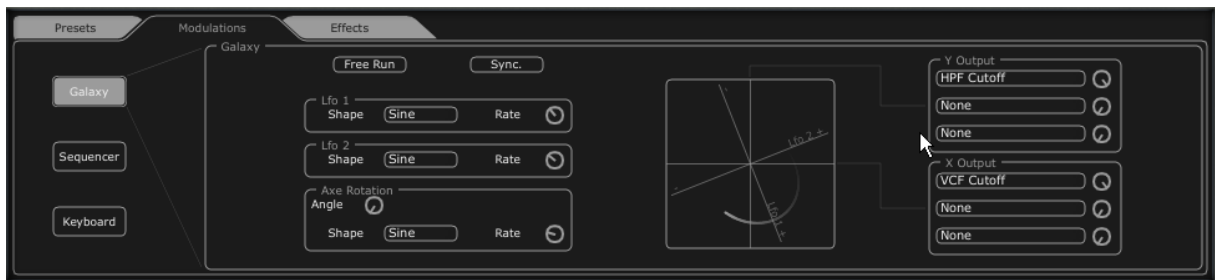 Presets Modulations Effects
Galaxy
Sequencer
Keyboard
Galaxy
Free Run Sync.
Lfo 1
Shape Sine Rate
Lfo 2
Shape Sine Rate
Axe Rotation
Angle
Shape Sine Rate
-
Lfo 2 +
-
Lfo 1 +
Y Output
HPF Cutoff
None
None
X Output
VCF Cutoff
None
None